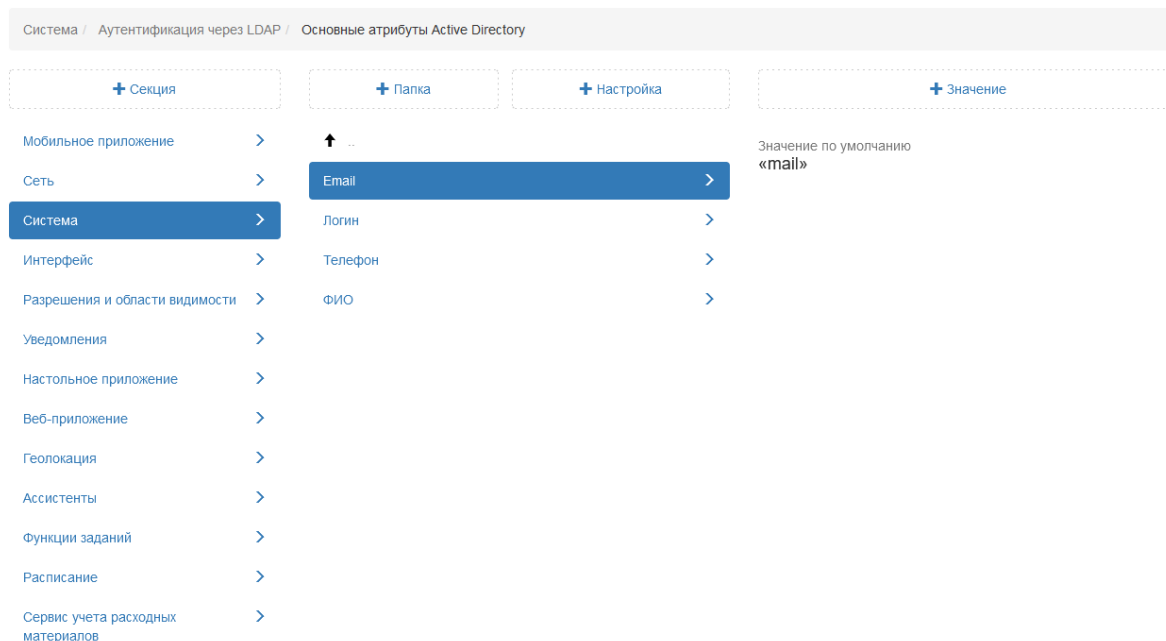 Система / Аутентификация через LDAP / Основные атрибуты Active Directory
+ Секция
+ Папка
+ Настройка
+ Значение
Мобильное приложение
Сеть
Система
Интерфейс
Разрешения и области видимости
Уведомления
Настольное приложение
Веб-приложение
Геолокация
Ассистенты
Функции заданий
Расписание
Сервис учета расходных
материалов
..
Email
Логин
Телефон
ФИО
Значение по умолчанию
«mail»